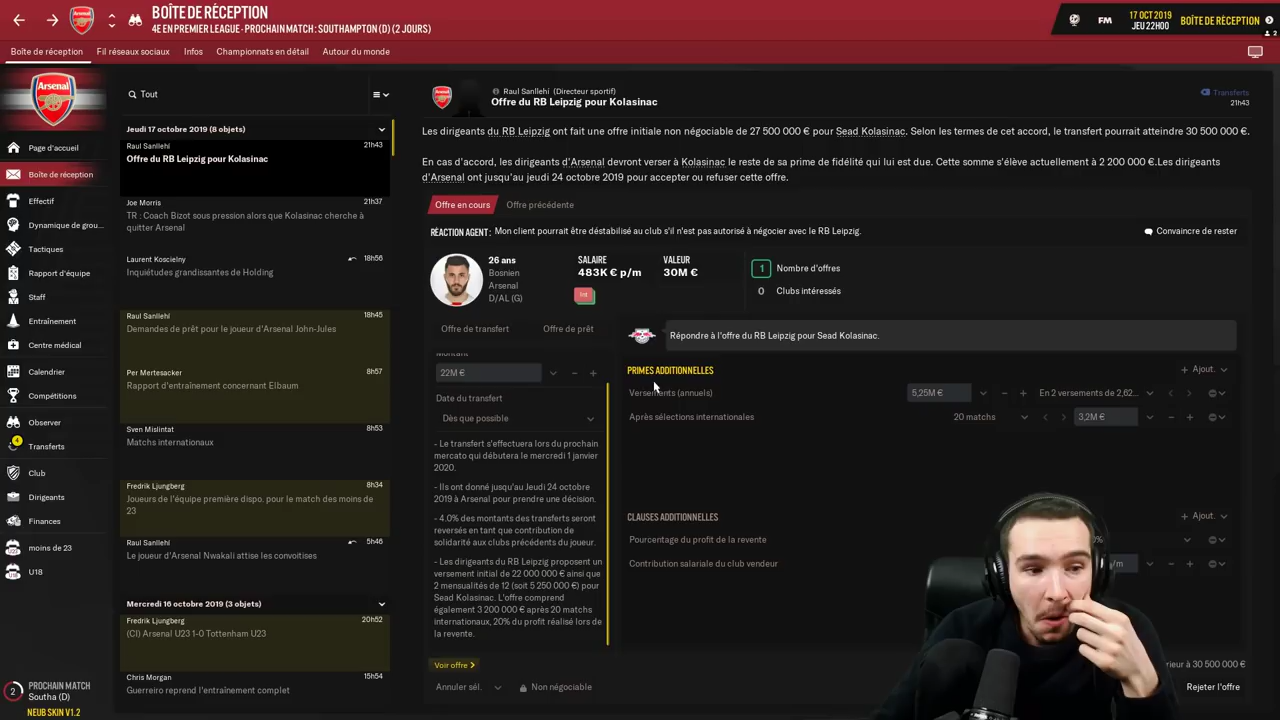 BOÎTE DE RÉCEPTION
4E EN PREMIER LEAGUE - PROCHAIN MATCH : SOUTHAMPTON (D) (2 JOURS)
FM
17 OCT 2019
JEU 22H00
BOÎTE DE RÉCEPTION
2
Boîte de réception
Fil réseaux sociaux
Infos
Championnats en détail
Autour du monde
Arsenal
Page d'accueil
Boîte de réception
Effectif
Dynamique de grou...
Tactiques
Rapport d'équipe
Staff
Entraînement
Centre médical
Calendrier
Compétitions
Observer
4
Transferts
Club
Dirigeants
Finances
moins de 23
U18
2
PROCHAIN MATCH
Southa (D)
NEUB SKIN V1.2
Tout
Jeudi 17 octobre 2019 (8 objets)
Raul Sanllehi
21h43
Offre du RB Leipzig pour Kolasinac
Joe Morris
21h37
TR : Coach Bizot sous pression alors que Kolasinac cherche à
quitter Arsenal
Laurent Koscielny
18h56
Inquiétudes grandissantes de Holding
Raul Sanllehi
18h45
Demandes de prêt pour le joueur d'Arsenal John-Jules
Per Mertesacker
8h57
Rapport d'entraînement concernant Elbaum
Sven Mislintat
8h53
Matchs internationaux
Fredrik Ljungberg
8h34
Joueurs de l'équipe première dispo. pour le match des moins de
23
Raul Sanllehi
5h46
Le joueur d'Arsenal Nwakali attise les convoitises
Mercredi 16 octobre 2019 (3 objets)
Fredrik Ljungberg
20h52
(CI) Arsenal U23 1-0 Tottenham U23
Chris Morgan
15h54
Guerreiro reprend l'entraînement complet
Raul Sanllehi (Directeur sportif)
Offre du RB Leipzig pour Kolasinac
Transferts
21h43
Les dirigeants du RB Leipzig ont fait une offre initiale non négociable de 27 500 000 € pour Sead Kolasinac. Selon les termes de cet accord, le transfert pourrait atteindre 30 500 000 €.
En cas d'accord, les dirigeants d'Arsenal devront verser à Kolasinac le reste de sa prime de fidélité qui lui est due. Cette somme s'élève actuellement à 2 200 000 €.Les dirigeants
d'Arsenal ont jusqu'au jeudi 24 octobre 2019 pour accepter ou refuser cette offre.
Offre en cours
Offre précédente
RÉACTION AGENT :
Mon client pourrait être déstabilisé au club s'il n'est pas autorisé à négocier avec le RB Leipzig.
Convaincre de rester
26 ans
Bosnien
Arsenal
D/AL (G)
SALAIRE
483K € p/m
Int
VALEUR
30M €
1
Nombre d'offres
0
Clubs intéressés
Offre de transfert
Offre de prêt
Répondre à l'offre du RB Leipzig pour Sead Kolasinac.
Montant
22M €
Date du transfert
Dès que possible
- Le transfert s'effectuera lors du prochain
mercato qui débutera le mercredi 1 janvier
2020.
- Ils ont donné jusqu'au Jeudi 24 octobre
2019 à Arsenal pour prendre une décision.
- 4.0% des montants des transferts seront
reversés en tant que contribution de
solidarité aux clubs précédents du joueur.
- Les dirigeants du RB Leipzig proposent un
versement initial de 22 000 000 € ainsi que
2 mensualités de 12 (soit 5 250 000 €) pour
Sead Kolasinac. L'offre comprend
également 3 200 000 € après 20 matchs
internationaux, 20% du profit réalisé lors de
la revente.
PRIMES ADDITIONNELLES
Ajout.
Versements (annuels)
5,25M €
En 2 versements de 2,62...
Après sélections internationales
20 matchs
3,2M €
CLAUSES ADDITIONNELLES
Ajout.
Pourcentage du profit de la revente
Contribution salariale du club vendeur
Voir offre
30 500 000 €
Annuler sél.
Non négociable
Rejeter l'offre